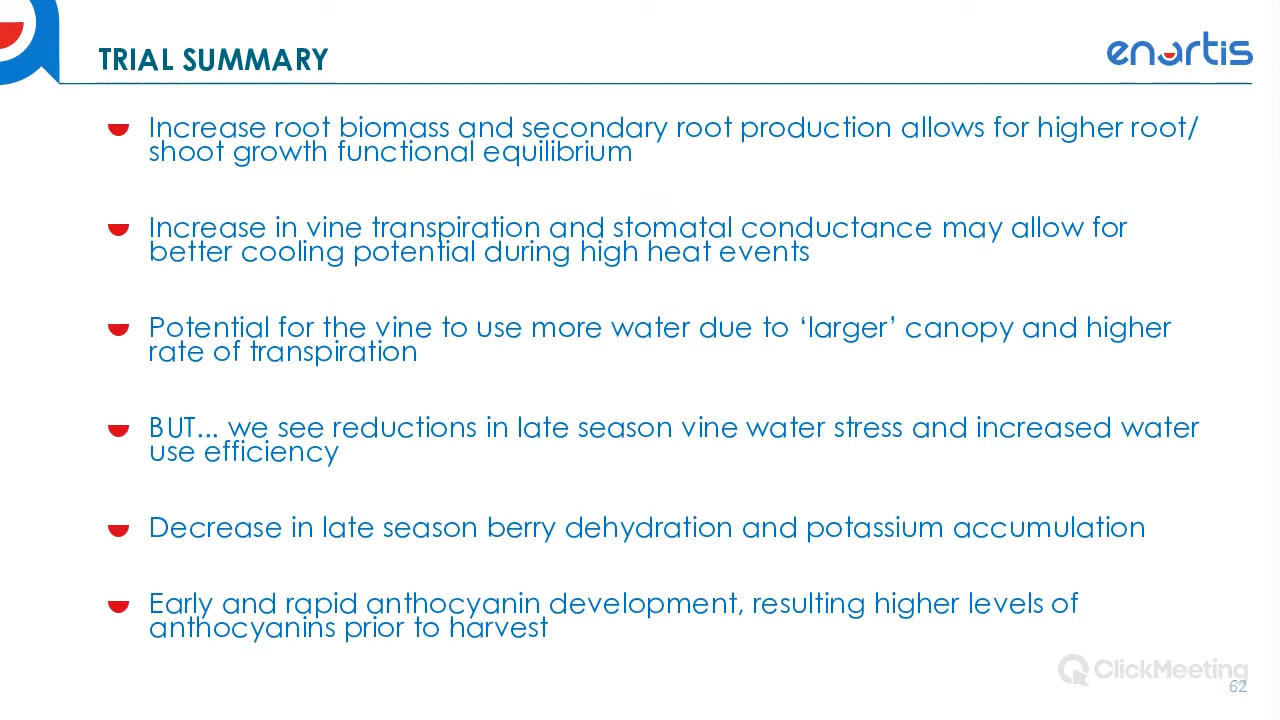 TRIAL SUMMARY
enartis
Increase root biomass and secondary root production allows for higher root/
shoot growth functional equilibrium
Increase in vine transpiration and stomatal conductance may allow for
better cooling potential during high heat events
Potential for the vine to use more water due to ‘larger’ canopy and higher
rate of transpiration
BUT... we see reductions in late season vine water stress and increased water
use efficiency
Decrease in late season berry dehydration and potassium accumulation
Early and rapid anthocyanin development, resulting higher levels of
anthocyanins prior to harvest
ClickMeeting
62